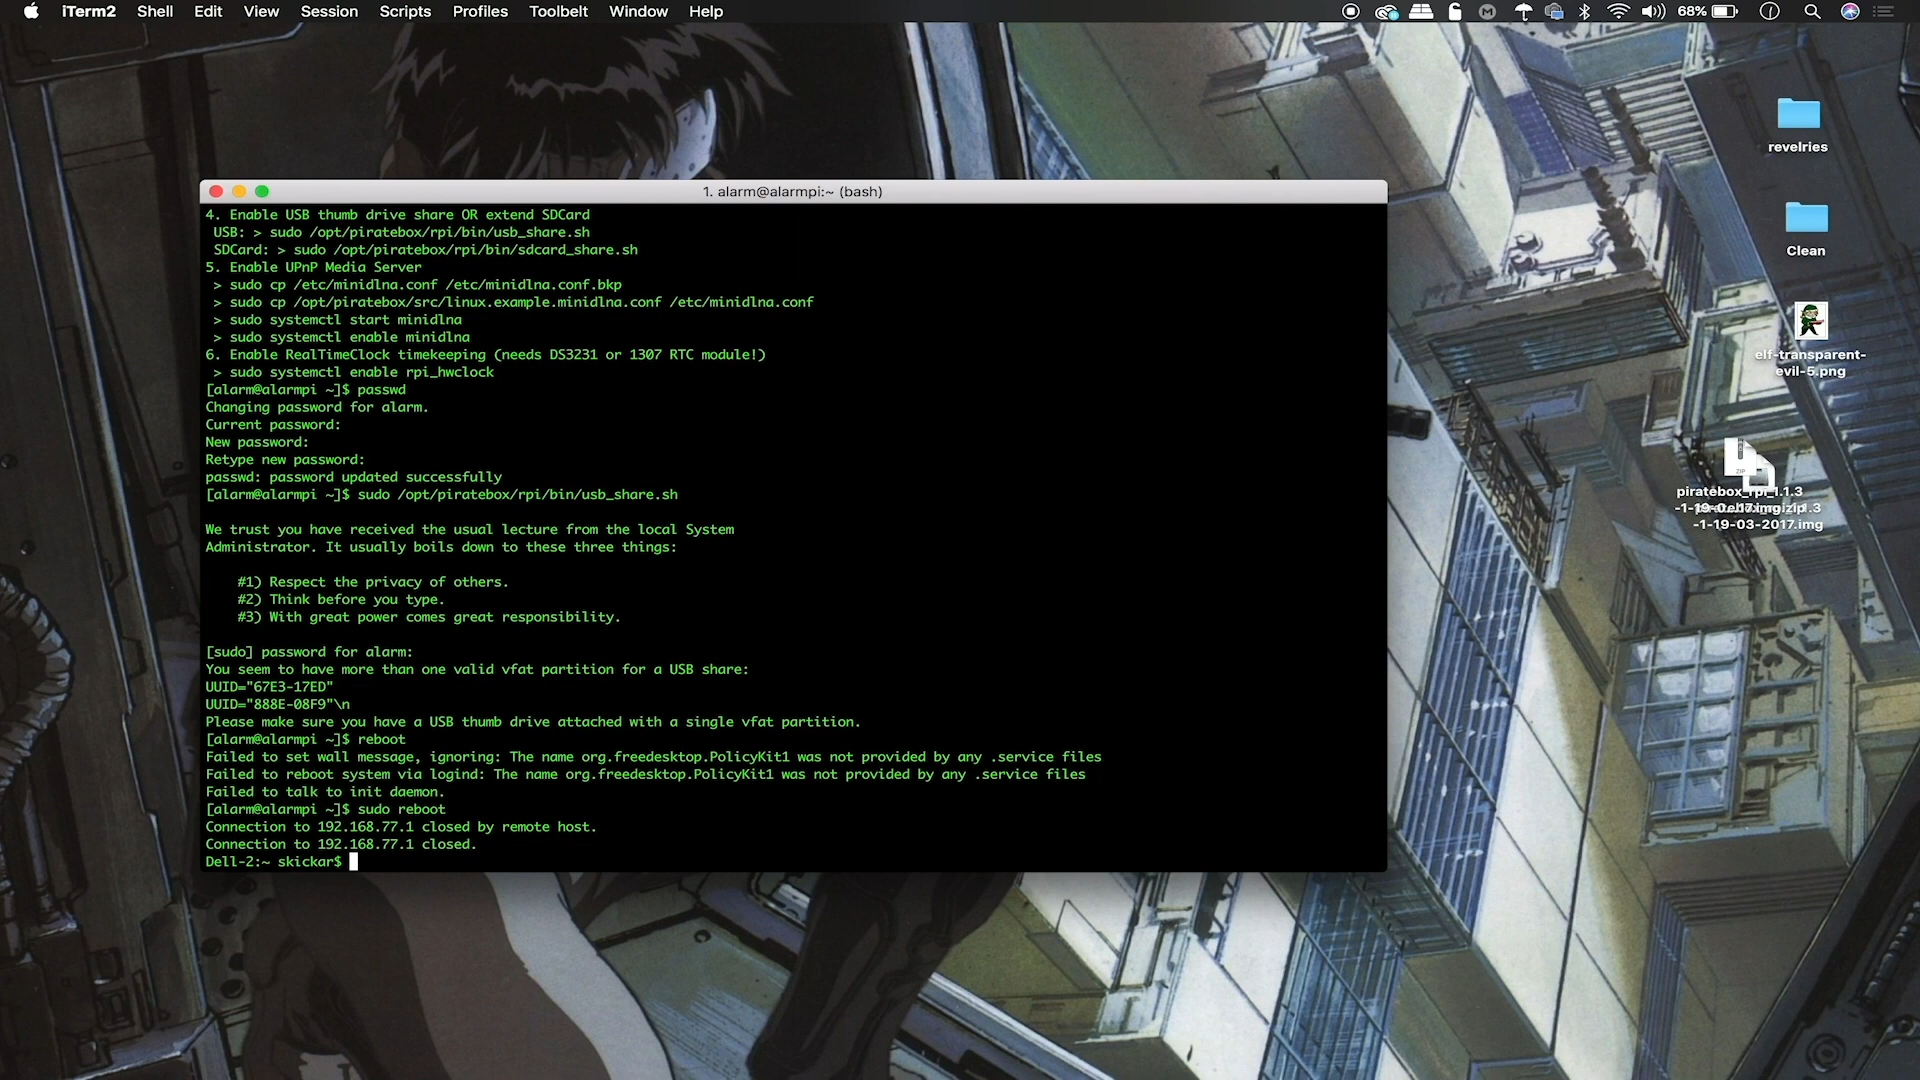 iTerm2 Shell Edit View Session Scripts Profiles Toolbelt Window Help 68%
revelries
Clean
elf-transparent-
evil-5.png
piratebox_rpi_1.1.3
-1-19-03-2017.img
1. alarm@alarmpi:~ (bash)
4. Enable USB thumb drive share OR extend SDCard
USB: > sudo /opt/piratebox/rpi/bin/usb_share.sh
SDCard: > sudo /opt/piratebox/rpi/bin/sdcard_share.sh
5. Enable UPnP Media Server
> sudo cp /etc/minidlna.conf /etc/minidlna.conf.bkp
> sudo cp /opt/piratebox/src/linux.example.minidlna.conf /etc/minidlna.conf
> sudo systemctl start minidlna
> sudo systemctl enable minidlna
6. Enable RealTimeClock timekeeping (needs DS3231 or 1307 RTC module!)
> sudo systemctl enable rpi_hwclock
[alarm@alarmpi ~]$ passwd
Changing password for alarm.
Current password:
New password:
Retype new password:
passwd: password updated successfully
[alarm@alarmpi ~]$ sudo /opt/piratebox/rpi/bin/usb_share.sh
We trust you have received the usual lecture from the local System
Administrator. It usually boils down to these three things:
#1) Respect the privacy of others.
#2) Think before you type.
#3) With great power comes great responsibility.
[sudo] password for alarm:
You seem to have more than one valid vfat partition for a USB share:
UUID="67E3-17ED"
UUID="888E-08F9"\n
Please make sure you have a USB thumb drive attached with a single vfat partition.
[alarm@alarmpi ~]$ reboot
Failed to set wall message, ignoring: The name org.freedesktop.PolicyKit1 was not provided by any .service files
Failed to reboot system via logind: The name org.freedesktop.PolicyKit1 was not provided by any .service files
Failed to talk to init daemon.
[alarm@alarmpi ~]$ sudo reboot
Connection to 192.168.77.1 closed by remote host.
Connection to 192.168.77.1 closed.
Dell-2:~ skickar$